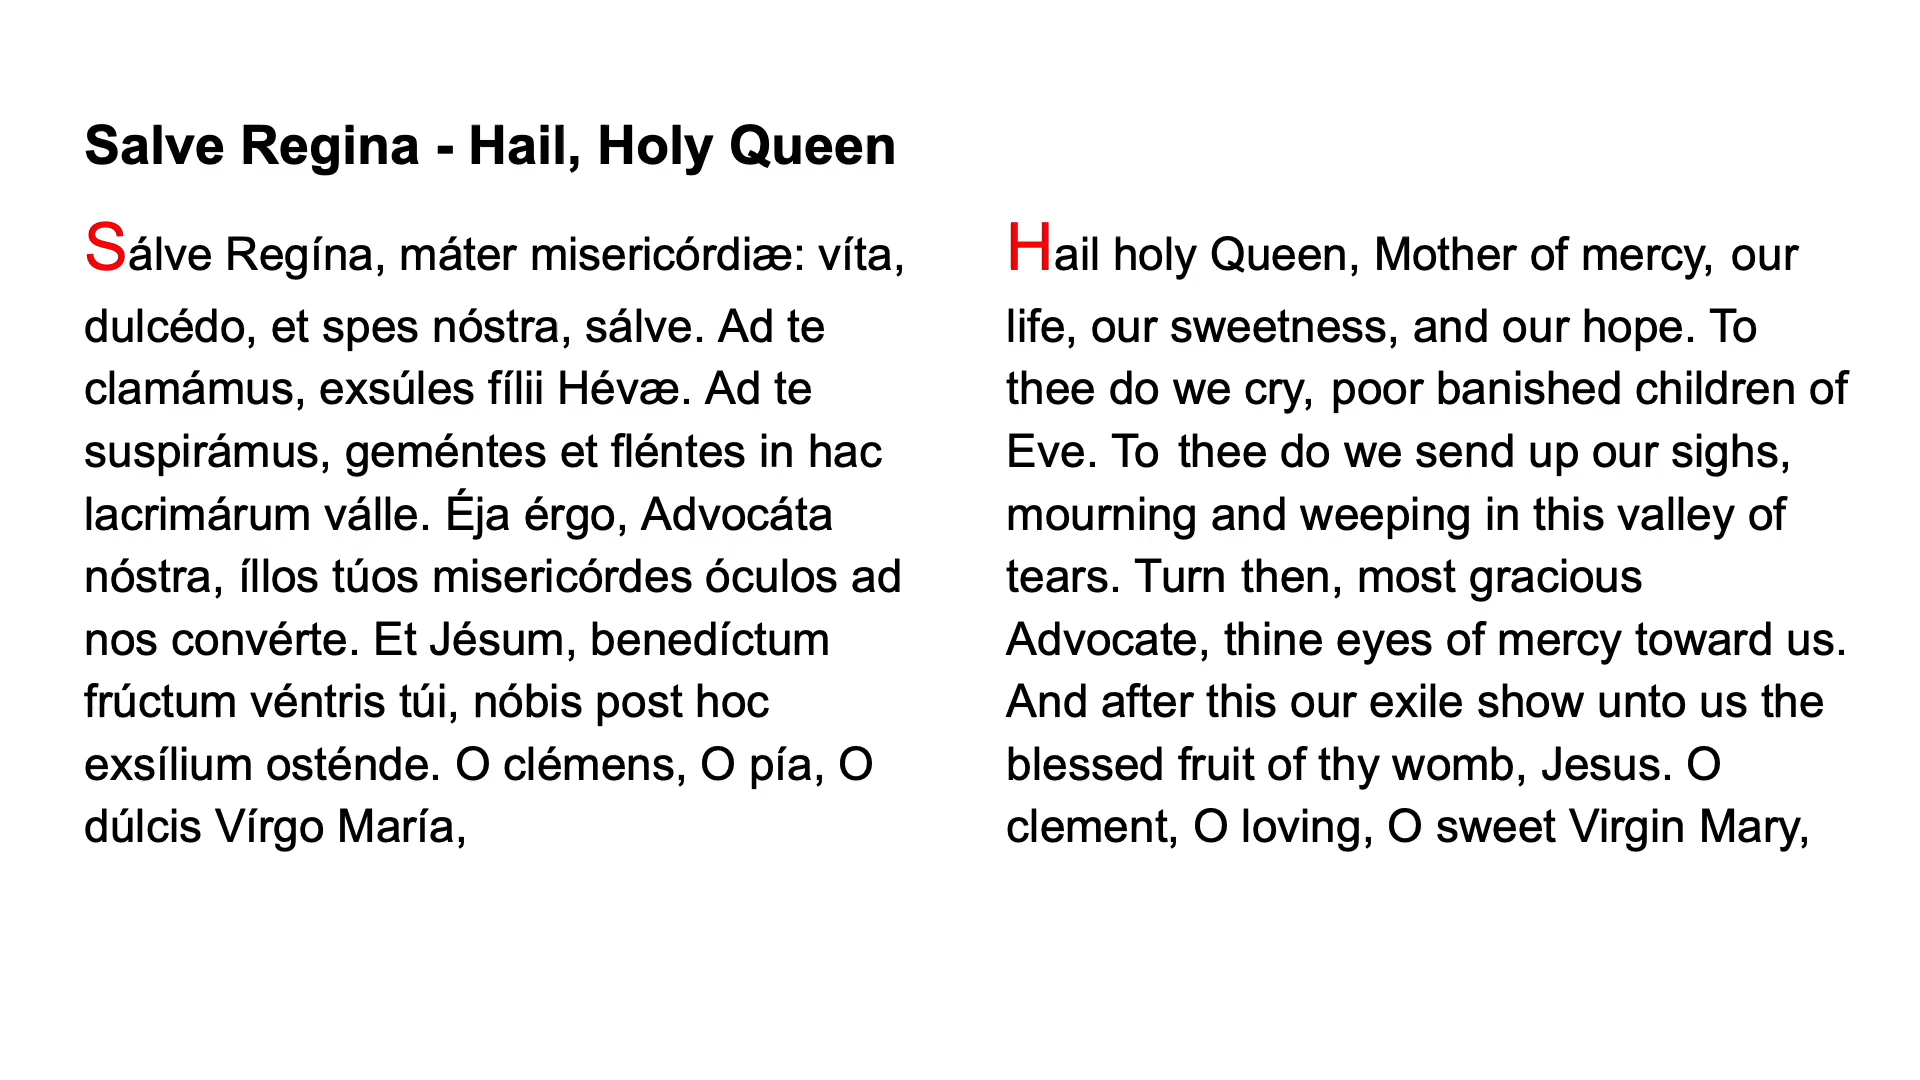 Salve Regina - Hail, Holy Queen
Sálve Regína, máter misericórdiæ: víta,
dulcédo, et spes nóstra, sálve. Ad te
clamámus, exsúles fílii Hévæ. Ad te
suspirámus, geméntes et fléntes in hac
lacrimárum válle. Éja érgo, Advocáta
nóstra, íllos túos misericórdes óculos ad
nos convérte. Et Jésum, benedíctum
frúctum véntris túi, nóbis post hoc
exsílium osténde. O clémens, O pía, O
dúlcis Vírgo María,
Hail holy Queen, Mother of mercy, our
life, our sweetness, and our hope. To
thee do we cry, poor banished children of
Eve. To thee do we send up our sighs,
mourning and weeping in this valley of
tears. Turn then, most gracious
Advocate, thine eyes of mercy toward us.
And after this our exile show unto us the
blessed fruit of thy womb, Jesus. O
clement, O loving, O sweet Virgin Mary,